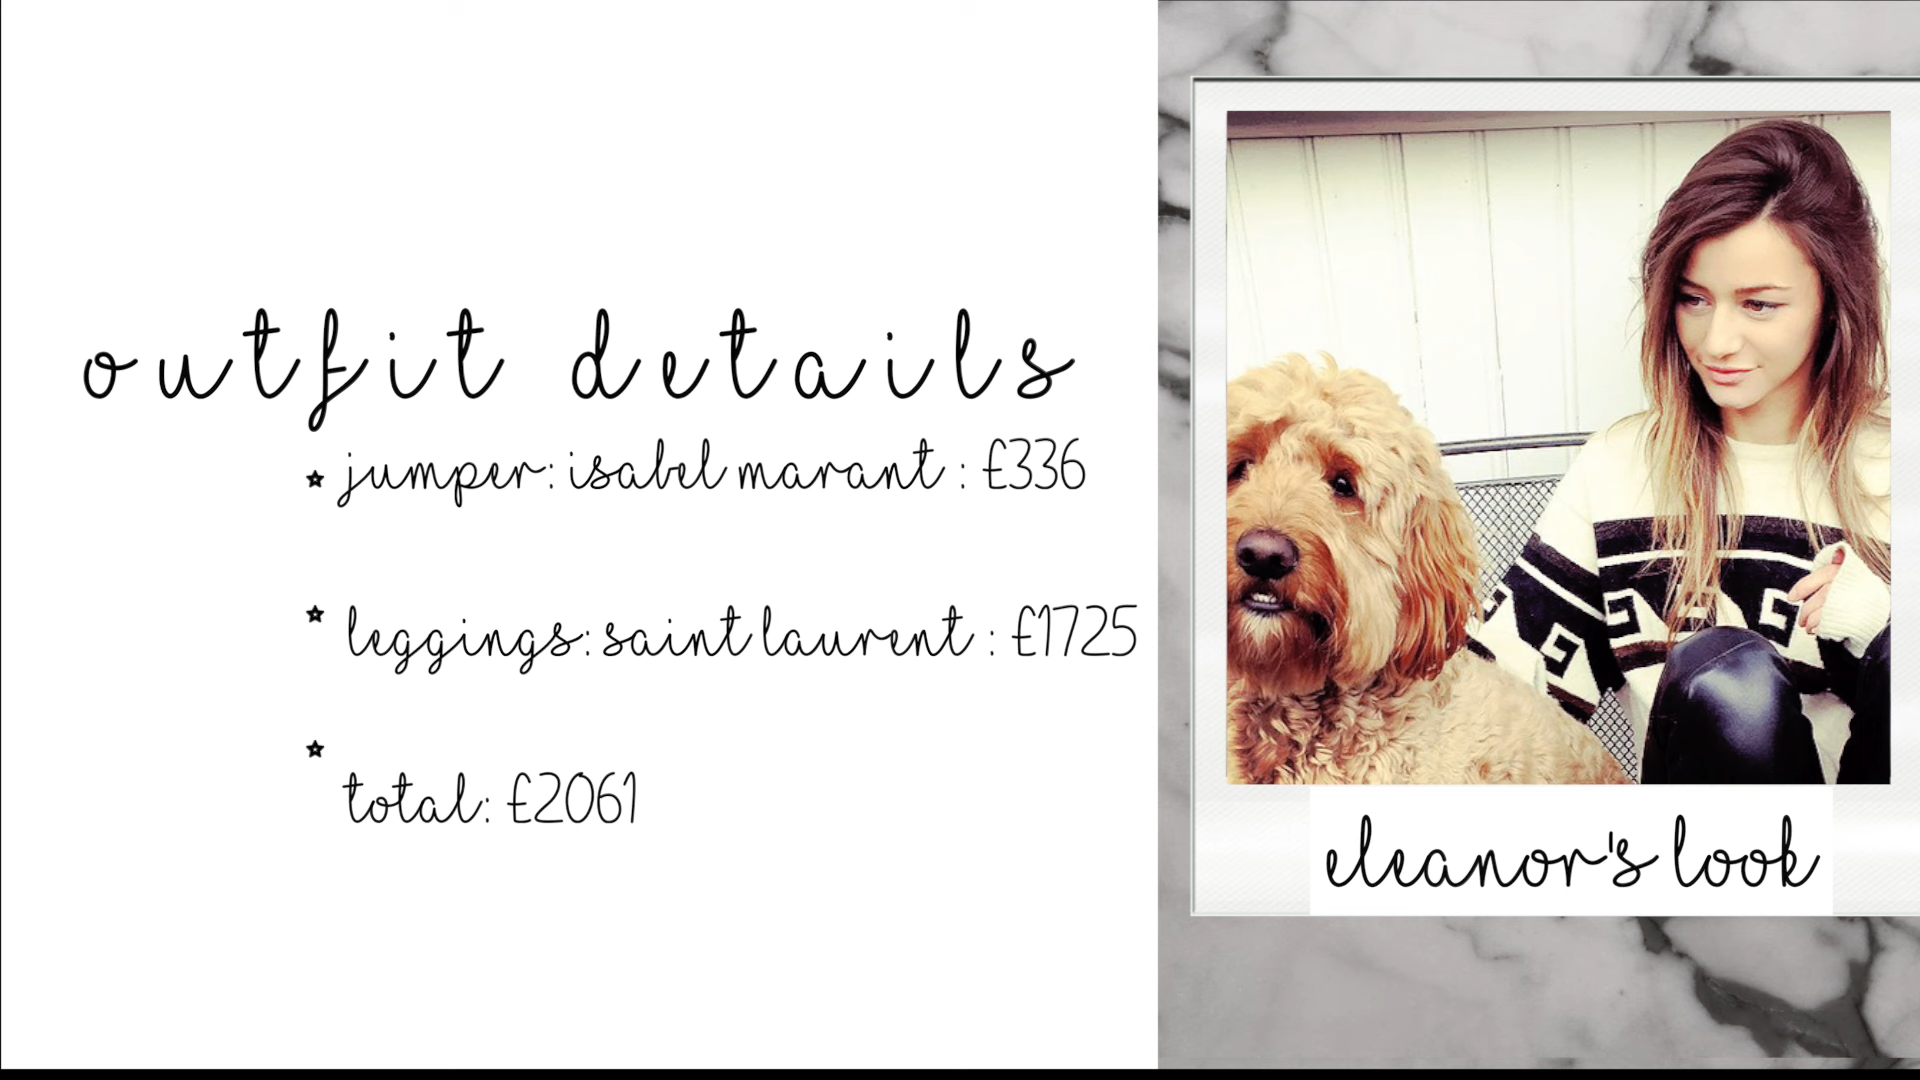 outfit details
jumper: isabel marant : £336
leggings: saint laurent : £1725
total: £2061
eleanor's look